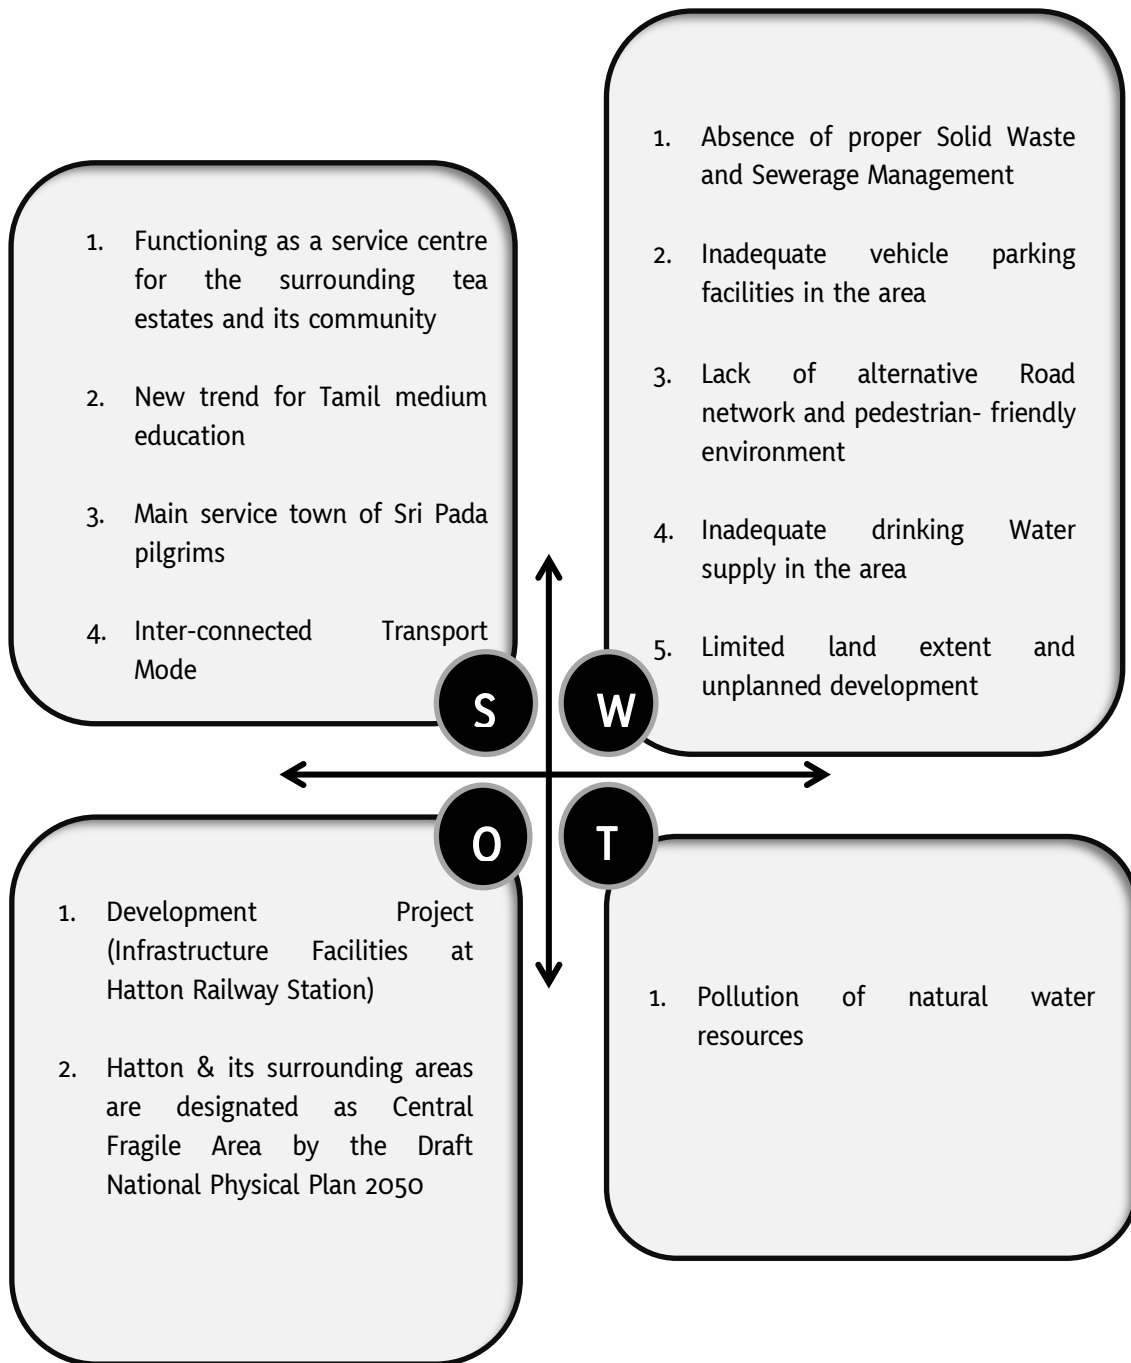 1. Functioning as a service centre
for the surrounding tea
estates and its community
2. New trend for Tamil medium
education
3. Main service town of Sri Pada
pilgrims
4. Inter-connected Transport
Mode
1. Absence of proper Solid Waste
and Sewerage Management
2. Inadequate vehicle parking
facilities in the area
3. Lack of alternative Road
network and pedestrian- friendly
environment
4. Inadequate drinking Water
supply in the area
5. Limited land extent and
unplanned development
S
W
O
T
1. Development Project
(Infrastructure Facilities at
Hatton Railway Station)
2. Hatton & its surrounding areas
are designated as Central
Fragile Area by the Draft
National Physical Plan 2050
1. Pollution of natural water
resources